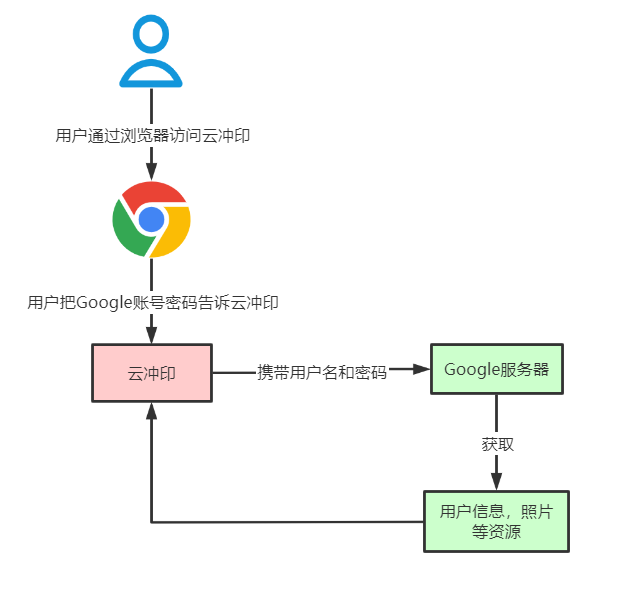 用户通过浏览器访问云冲印
用户把Google账号密码告诉云冲印
云冲印
携带用户名和密码
Google服务器
获取
用户信息，照片
等资源